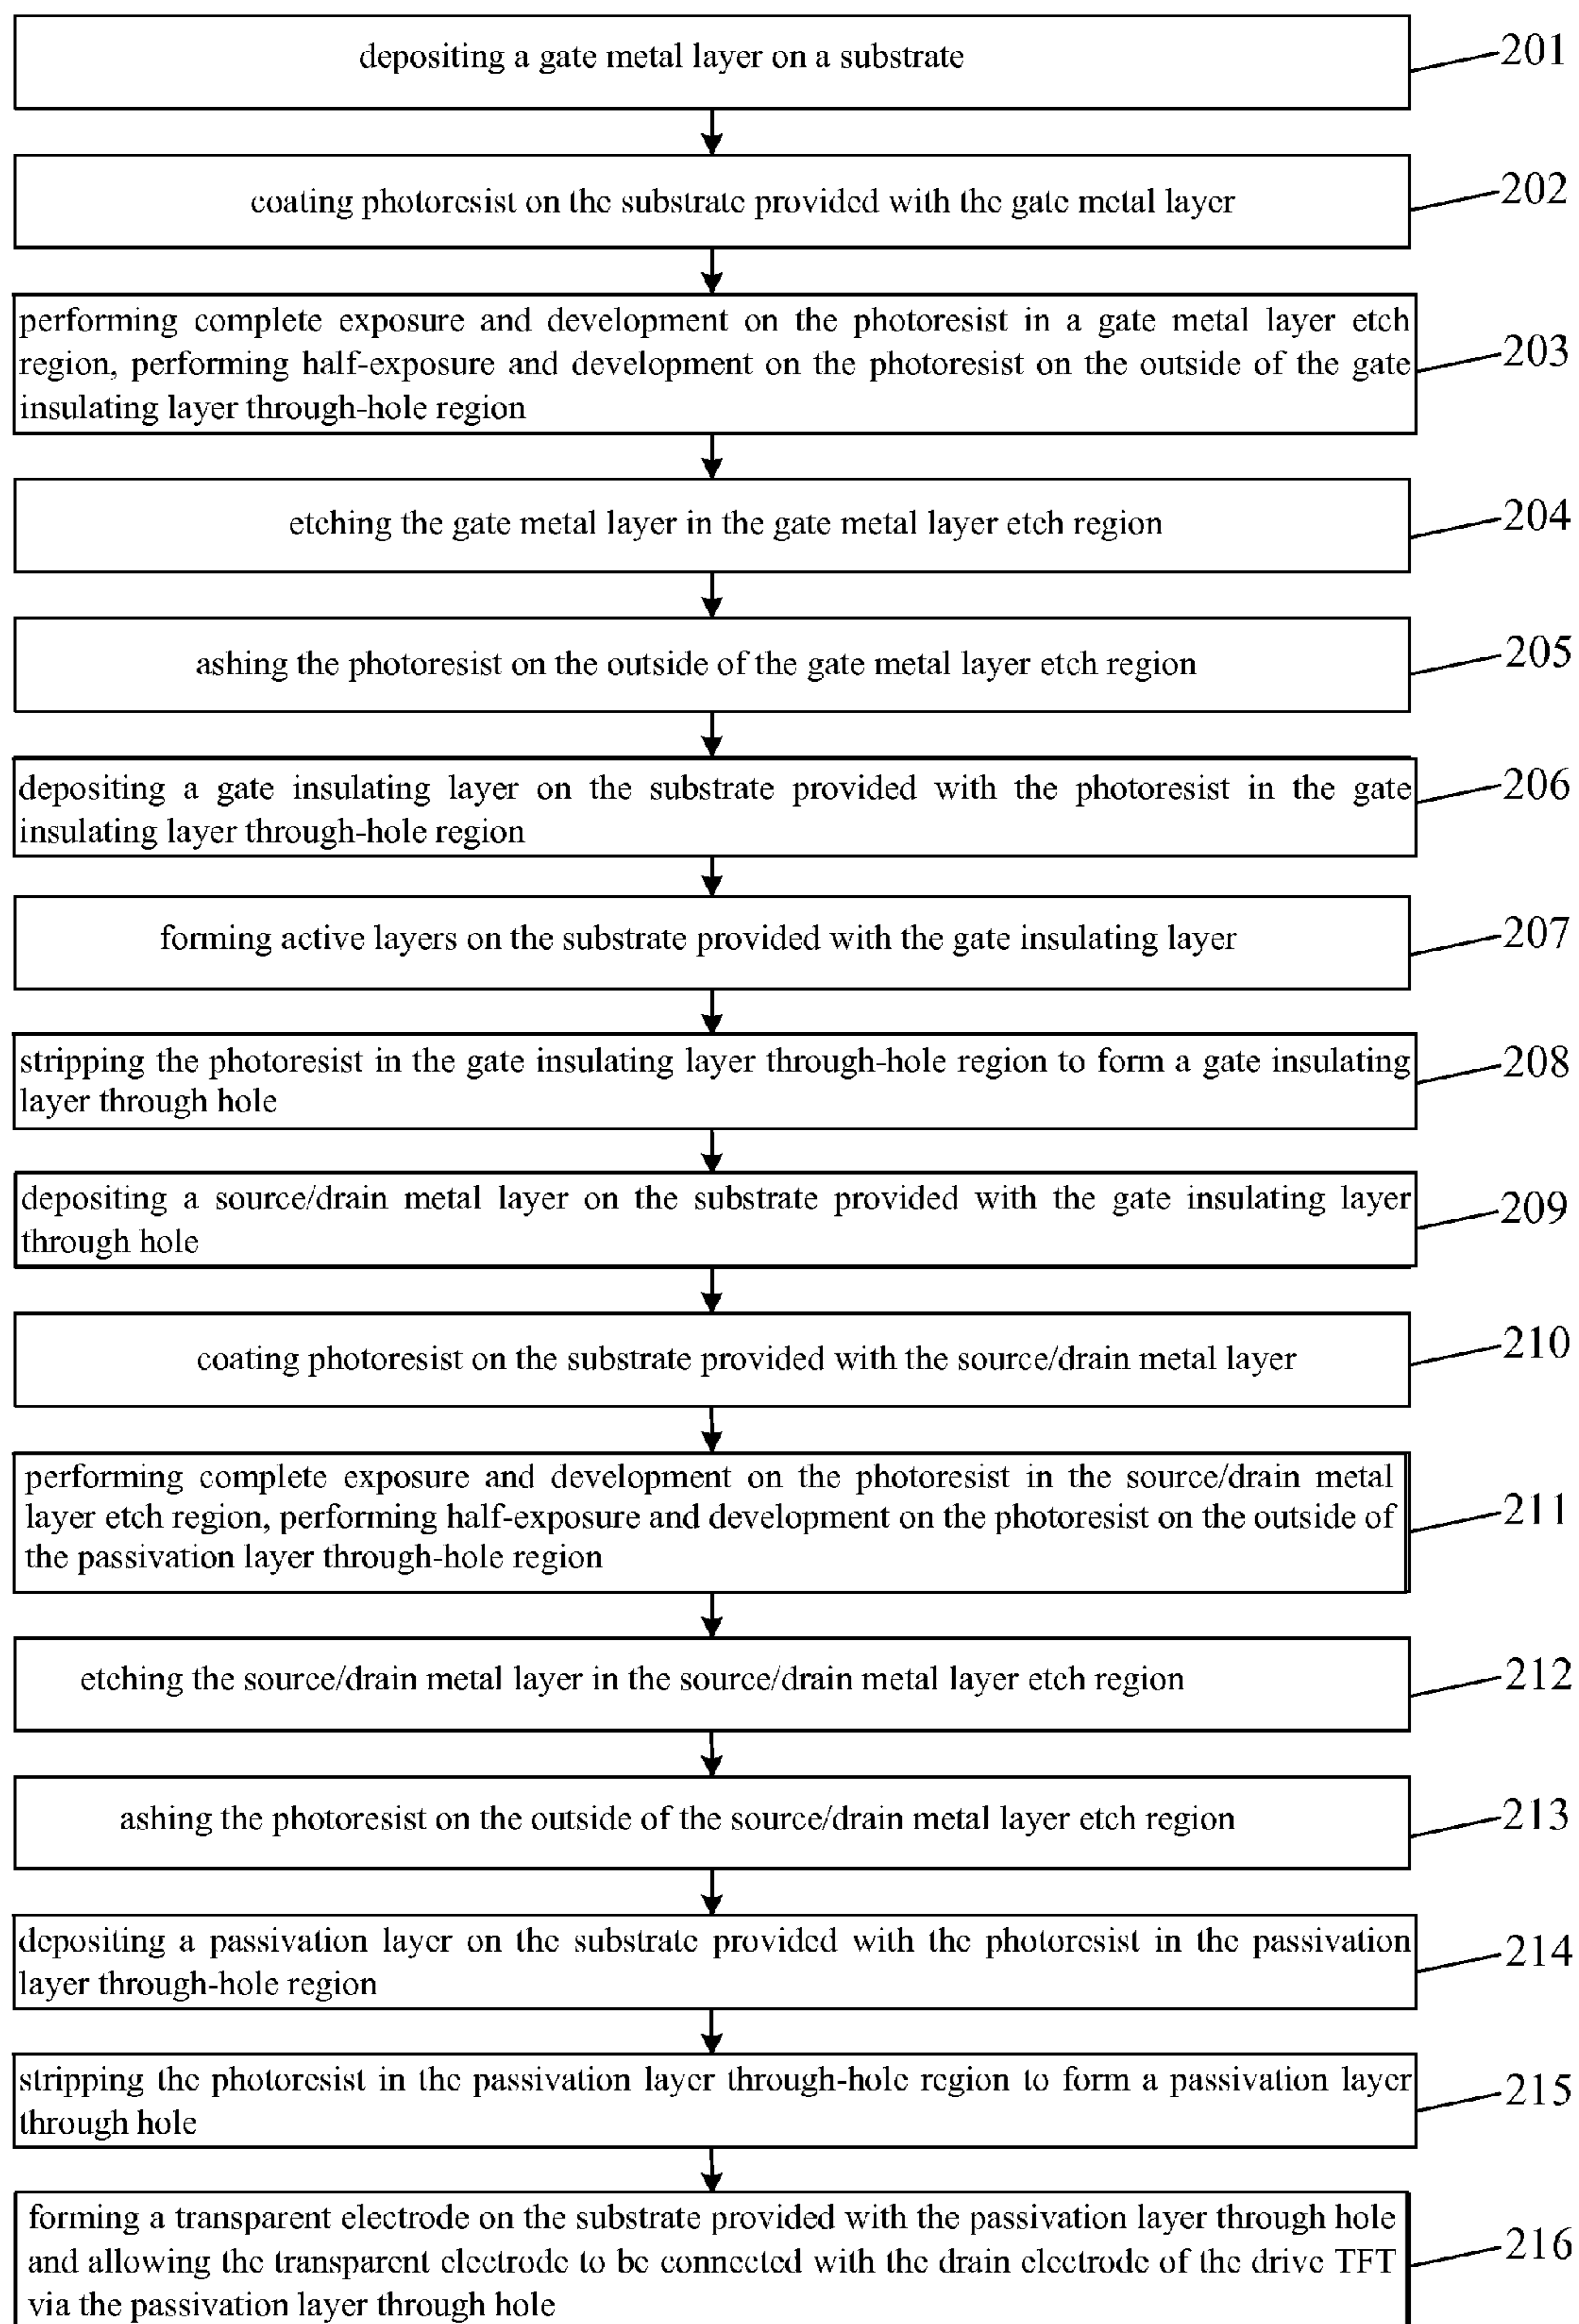 depositing a gate metal layer on a substrate
201
coating photoresist on the substrate provided with the gate metal layer
202
performing complete exposure and development on the photoresist in a gate metal layer etch
region, performing half-exposure and development on the photoresist on the outside of the gate
insulating layer through-hole region
203
etching the gate metal layer in the gate metal layer etch region
204
ashing the photoresist on the outside of the gate metal layer etch region
205
depositing a gate insulating layer on the substrate provided with the photoresist in the gate
insulating layer through-hole region
206
forming active layers on the substrate provided with the gate insulating layer
207
stripping the photoresist in the gate insulating layer through-hole region to form a gate insulating
layer through hole
208
depositing a source/drain metal layer on the substrate provided with the gate insulating layer
through hole
209
coating photoresist on the substrate provided with the source/drain metal layer
210
performing complete exposure and development on the photoresist in the source/drain metal
layer etch region, performing half-exposure and development on the photoresist on the outside of
the passivation layer through-hole region
211
etching the source/drain metal layer in the source/drain metal layer etch region
212
ashing the photoresist on the outside of the source/drain metal layer etch region
213
depositing a passivation layer on the substrate provided with the photoresist in the passivation
layer through-hole region
214
stripping the photoresist in the passivation layer through-hole region to form a passivation layer
through hole
215
forming a transparent electrode on the substrate provided with the passivation layer through hole
and allowing the transparent electrode to be connected with the drain electrode of the drive TFT
via the passivation layer through hole
216